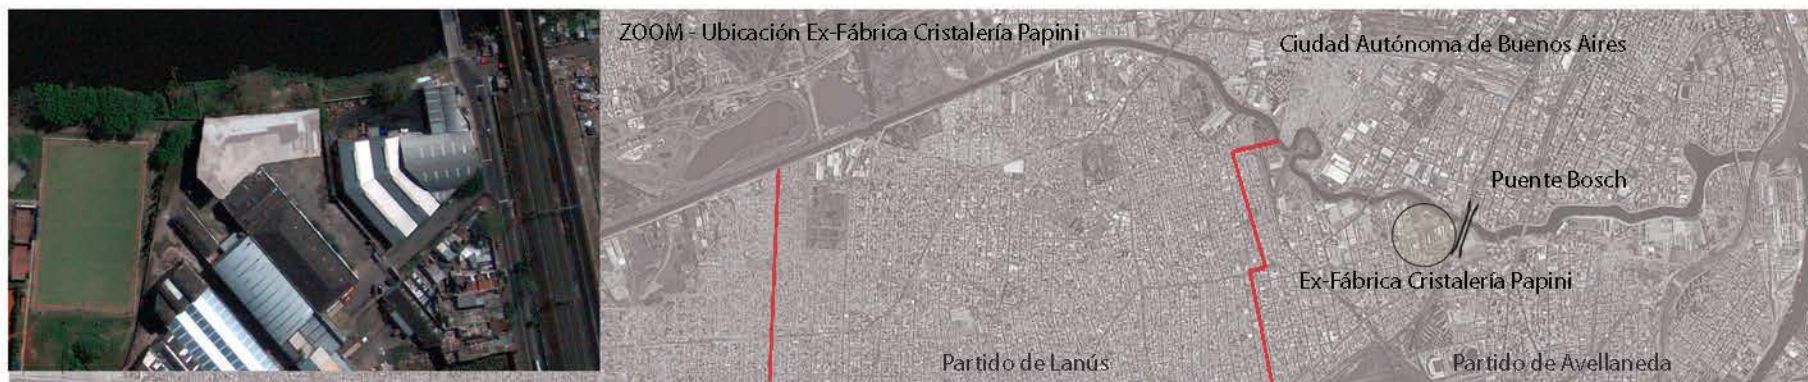 ZOOM - Ubicación Ex-Fábrica Cristalería Papini
Ciudad Autónoma de Buenos Aires
Puente Bosch
Ex-Fábrica Cristalería Papini
Partido de Lanús
Partido de Avellaneda